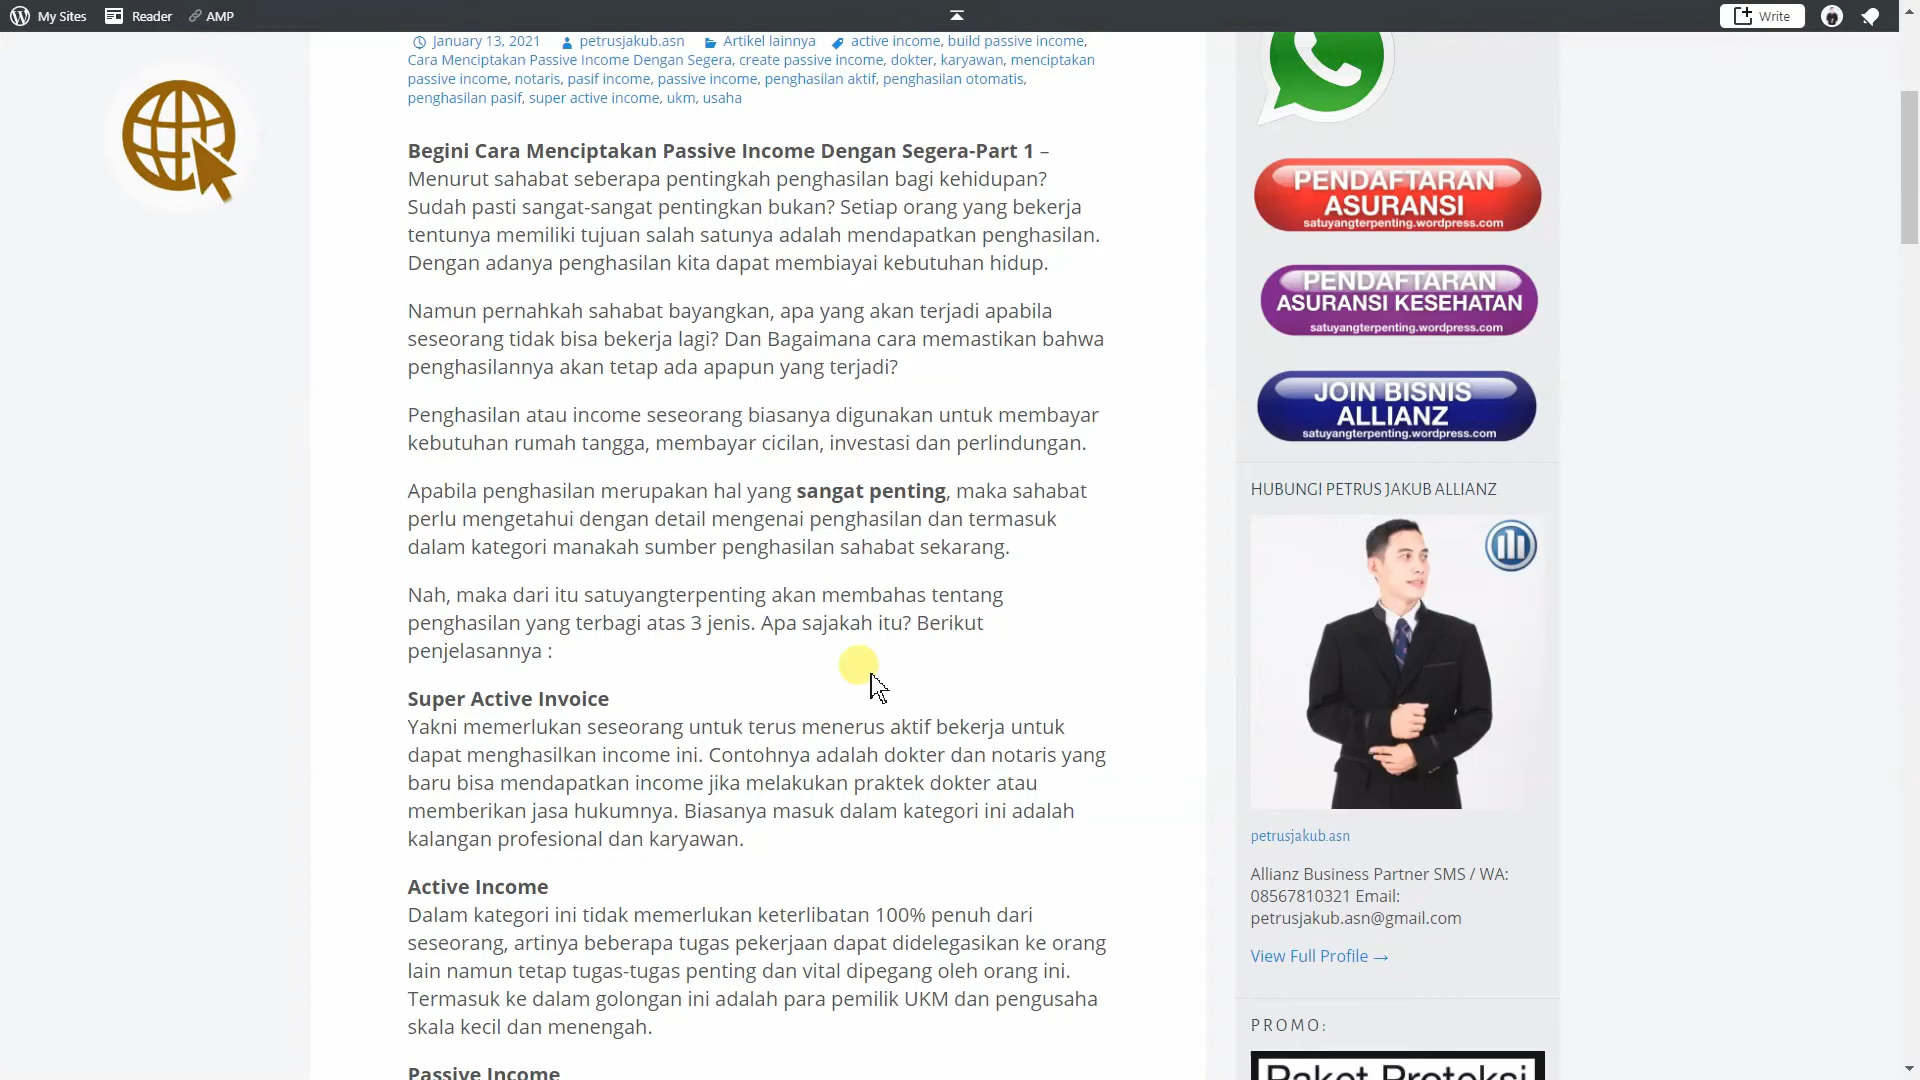 My Sites
Reader
AMP
Write
January 13, 2021 petrusjakub.asn Artikel lainnya active income, build passive income,
Cara Menciptakan Passive Income Dengan Segera, create passive income, dokter, karyawan, menciptakan
passive income, notaris, pasif income, passive income, penghasilan aktif, penghasilan otomatis,
penghasilan pasif, super active income, ukm, usaha
Begini Cara Menciptakan Passive Income Dengan Segera-Part 1 –
Menurut sahabat seberapa pentingkah penghasilan bagi kehidupan?
Sudah pasti sangat-sangat pentingkan bukan? Setiap orang yang bekerja
tentunya memiliki tujuan salah satunya adalah mendapatkan penghasilan.
Dengan adanya penghasilan kita dapat membiayai kebutuhan hidup.
Namun pernahkah sahabat bayangkan, apa yang akan terjadi apabila
seseorang tidak bisa bekerja lagi? Dan Bagaimana cara memastikan bahwa
penghasilannya akan tetap ada apapun yang terjadi?
Penghasilan atau income seseorang biasanya digunakan untuk membayar
kebutuhan rumah tangga, membayar cicilan, investasi dan perlindungan.
Apabila penghasilan merupakan hal yang sangat penting, maka sahabat
perlu mengetahui dengan detail mengenai penghasilan dan termasuk
dalam kategori manakah sumber penghasilan sahabat sekarang.
Nah, maka dari itu satuyangterpenting akan membahas tentang
penghasilan yang terbagi atas 3 jenis. Apa sajakah itu? Berikut
penjelasannya :
Super Active Invoice
Yakni memerlukan seseorang untuk terus menerus aktif bekerja untuk
dapat menghasilkan income ini. Contohnya adalah dokter dan notaris yang
baru bisa mendapatkan income jika melakukan praktek dokter atau
memberikan jasa hukumnya. Biasanya masuk dalam kategori ini adalah
kalangan profesional dan karyawan.
Active Income
Dalam kategori ini tidak memerlukan keterlibatan 100% penuh dari
seseorang, artinya beberapa tugas pekerjaan dapat didelegasikan ke orang
lain namun tetap tugas-tugas penting dan vital dipegang oleh orang ini.
Termasuk ke dalam golongan ini adalah para pemilik UKM dan pengusaha
skala kecil dan menengah.
Passive Income
PENDAFTARAN
ASURANSI
satuyangterpenting.wordpress.com
PENDAFTARAN
ASURANSI KESEHATAN
satuyangterpenting.wordpress.com
JOIN BISNIS
ALLIANZ
satuyangterpenting.wordpress.com
HUBUNGI PETRUS JAKUB ALLIANZ
petrusjakub.asn
Allianz Business Partner SMS / WA:
08567810321 Email:
petrusjakub.asn@gmail.com
View Full Profile →
PROMO:
Paket Proteksi